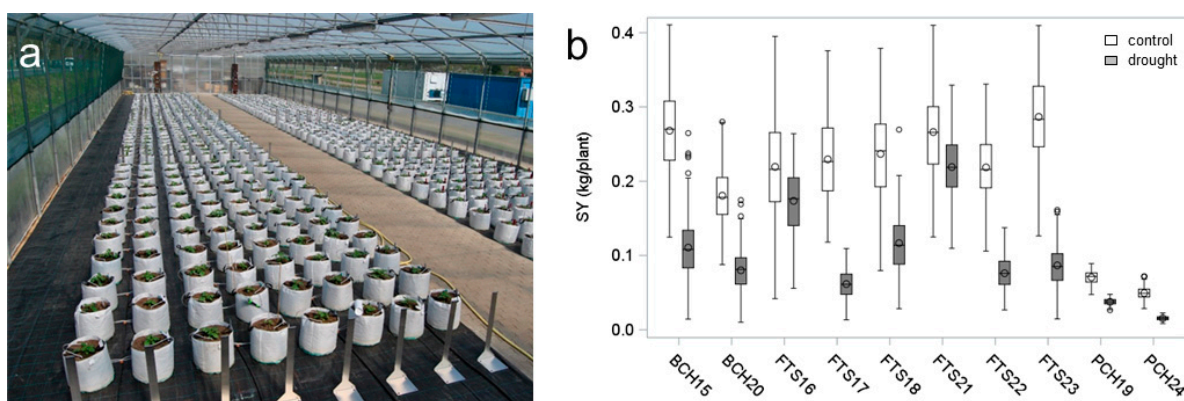 a
b
control
drought
SY (kg/plant)
0.4
0.3
0.2
0.1
0.0
BCH15
BCH20
FTS16
FTS17
FTS18
FTS21
FTS22
FTS23
PCH19
PCH24